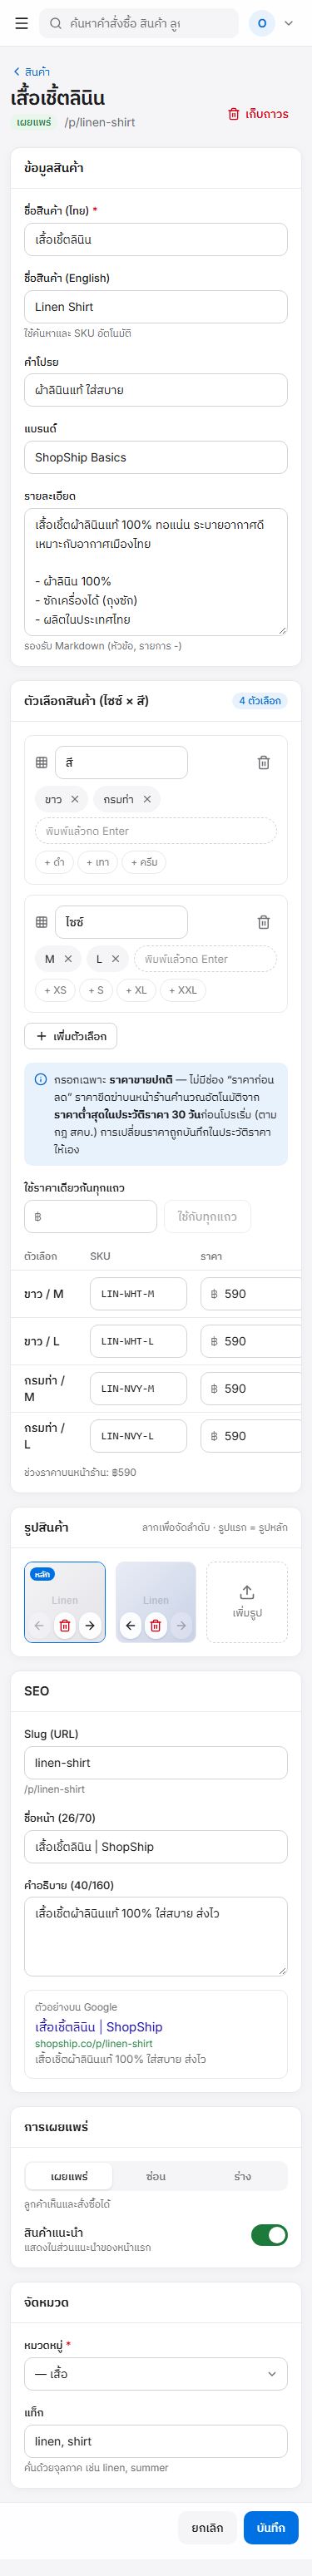 ค้นหาคำสั่งซื้อ สินค้า ลูก
O
สินค้า
เสื้อเชิ้ตลินิน
เผยแพร่ /p/linen-shirt
เก็บถาวร
ข้อมูลสินค้า
ชื่อสินค้า (ไทย) *
เสื้อเชิ้ตลินิน
ชื่อสินค้า (English)
Linen Shirt
ใช้ค้นหาและ SKU อัตโนมัติ
คำโปรย
ผ้าลินินแท้ ใส่สบาย
แบรนด์
ShopShip Basics
รายละเอียด
เสื้อเชิ้ตผ้าลินินแท้ 100% ทอแน่น ระบายอากาศดี
เหมาะกับอากาศเมืองไทย
- ผ้าลินิน 100%
- ซักเครื่องได้ (ถุงซัก)
- ผลิตในประเทศไทย
รองรับ Markdown (หัวข้อ, รายการ -)
ตัวเลือกสินค้า (ไซซ์ × สี)
4 ตัวเลือก
สี
ขาว ×
กรมท่า ×
พิมพ์แล้วกด Enter
+ ดำ
+ เทา
+ ครีม
ไซซ์
M ×
L ×
พิมพ์แล้วกด Enter
+ XS
+ S
+ XL
+ XXL
+ เพิ่มตัวเลือก
กรอกเฉพาะ ราคาขายปกติ — ไม่มีช่อง “ราคาก่อน
ลด” ราคาขีดฆ่าบนหน้าร้านคำนวณอัตโนมัติจาก
ราคาต่ำสุดในประวัติราคา 30 วันก่อนโปรเริ่ม (ตาม
กฎ สคบ.) การเปลี่ยนราคาถูกบันทึกในประวัติราคา
ให้เอง
ใช้ราคาเดียวกันทุกแถว
฿
ใช้กับทุกแถว
ตัวเลือก SKU ราคา
ขาว / M LIN-WHT-M ฿ 590
ขาว / L LIN-WHT-L ฿ 590
กรมท่า /
M
LIN-NVY-M ฿ 590
กรมท่า /
L
LIN-NVY-L ฿ 590
ช่วงราคาบนหน้าร้าน: ฿590
รูปสินค้า
ลากเพื่อจัดลำดับ · รูปแรก = รูปหลัก
หลัก
Linen
Linen
เพิ่มรูป
SEO
Slug (URL)
linen-shirt
/p/linen-shirt
ชื่อหน้า (26/70)
เสื้อเชิ้ตลินิน | ShopShip
คำอธิบาย (40/160)
เสื้อเชิ้ตผ้าลินินแท้ 100% ใส่สบาย ส่งไว
ตัวอย่างบน Google
เสื้อเชิ้ตลินิน | ShopShip
shopship.co/p/linen-shirt
เสื้อเชิ้ตผ้าลินินแท้ 100% ใส่สบาย ส่งไว
การเผยแพร่
เผยแพร่
ซ่อน
ร่าง
ลูกค้าเห็นและสั่งซื้อได้
สินค้าแนะนำ
แสดงในส่วนแนะนำของหน้าแรก
จัดหมวด
หมวดหมู่ *
— เสื้อ
แท็ก
linen, shirt
คั่นด้วยจุลภาค เช่น linen, summer
ยกเลิก
บันทึก